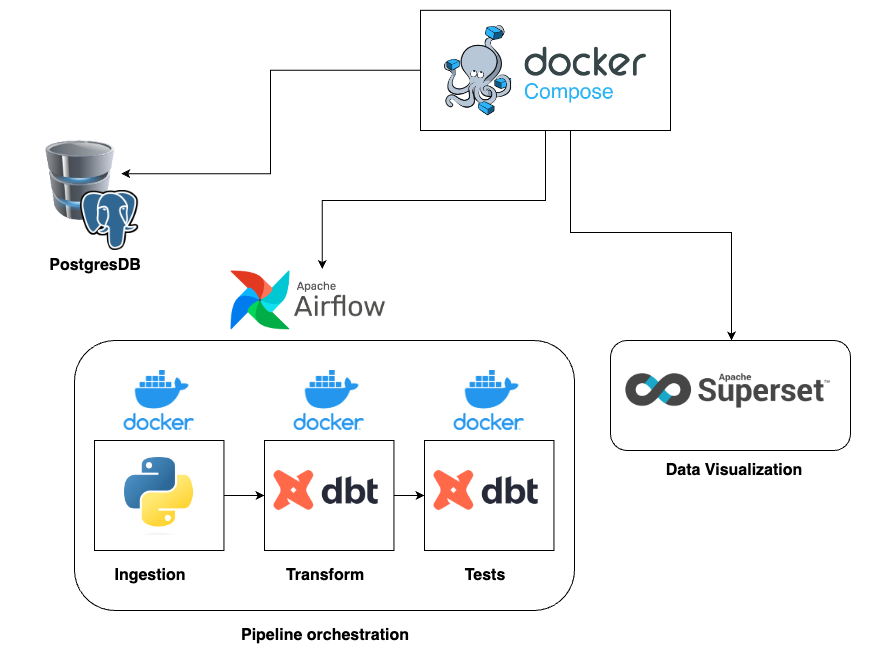 docker
Compose
PostgresDB
Apache
Airflow
docker
docker
docker
Apache
Superset™
dbt
dbt
Data Visualization
Ingestion
Transform
Tests
Pipeline orchestration